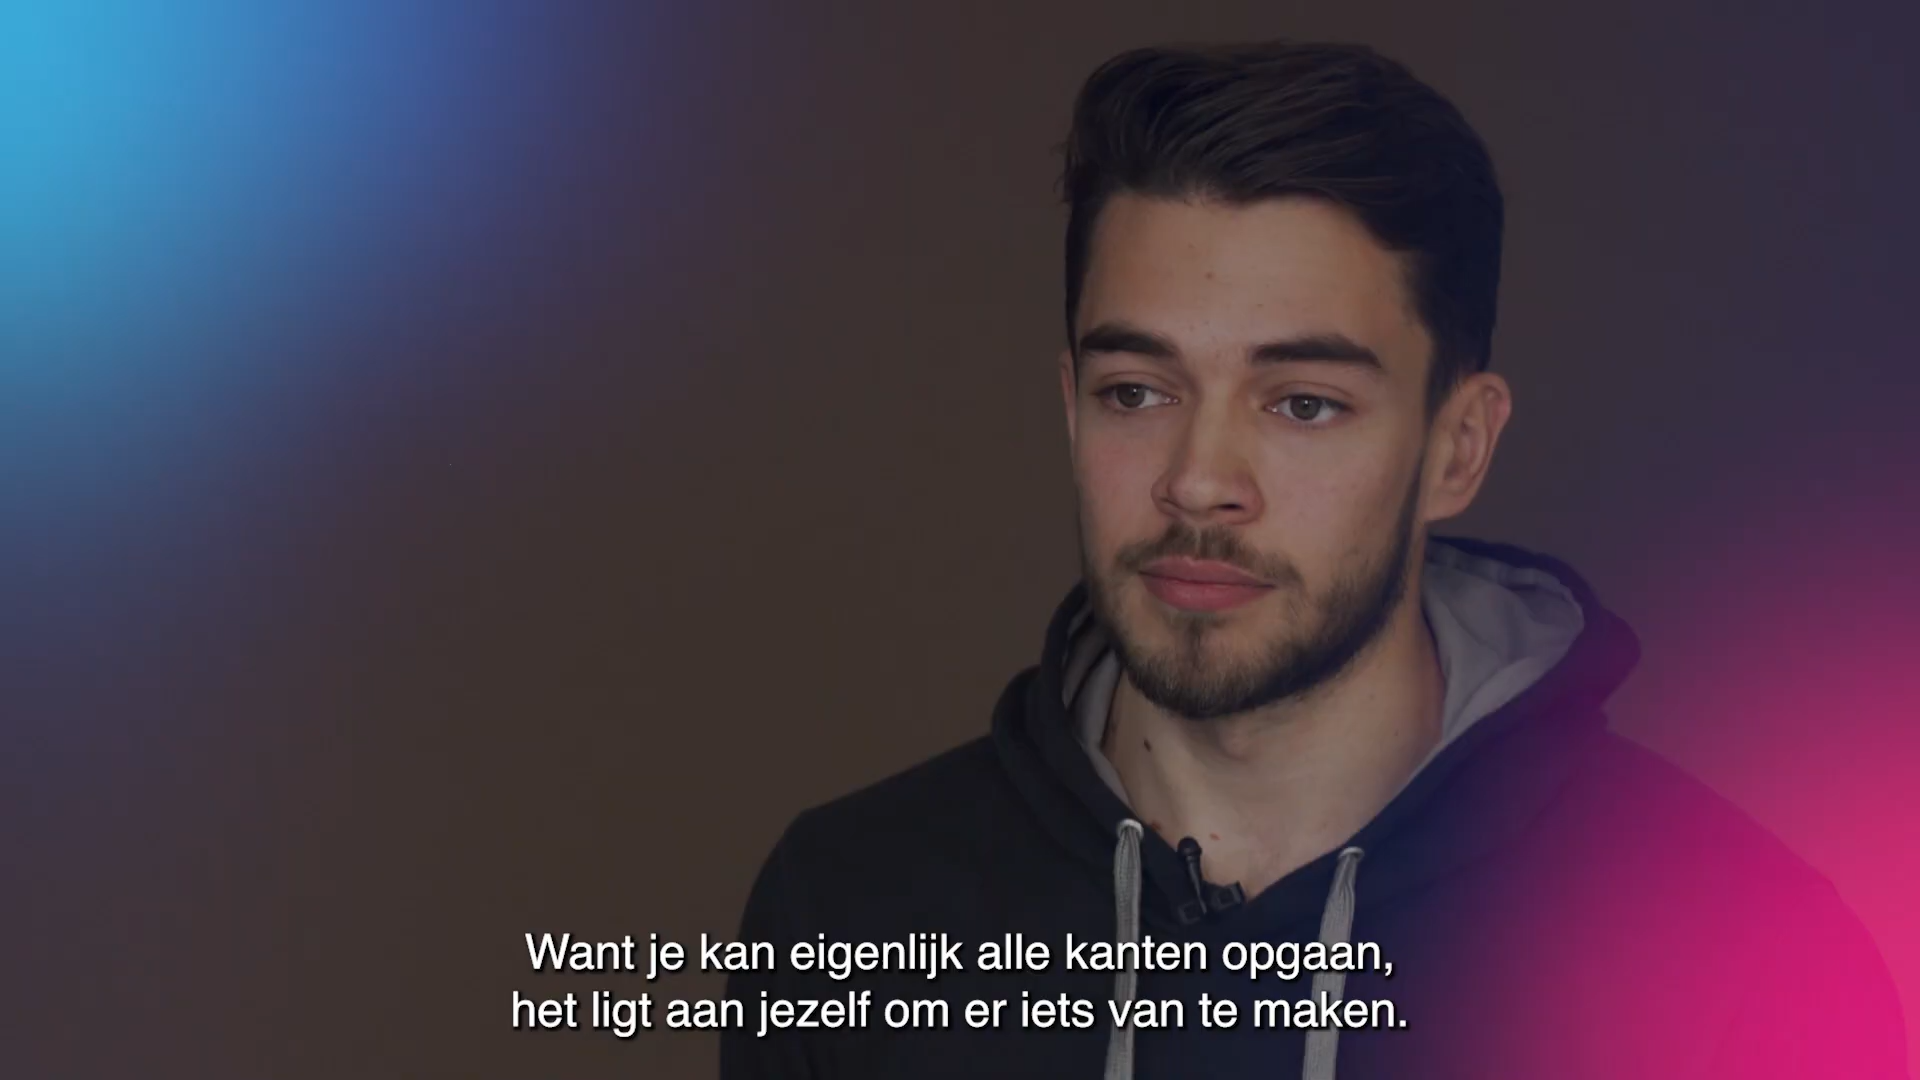 Want je kan eigenlijk alle kanten opgaan,
het ligt aan jezelf om er iets van te maken.